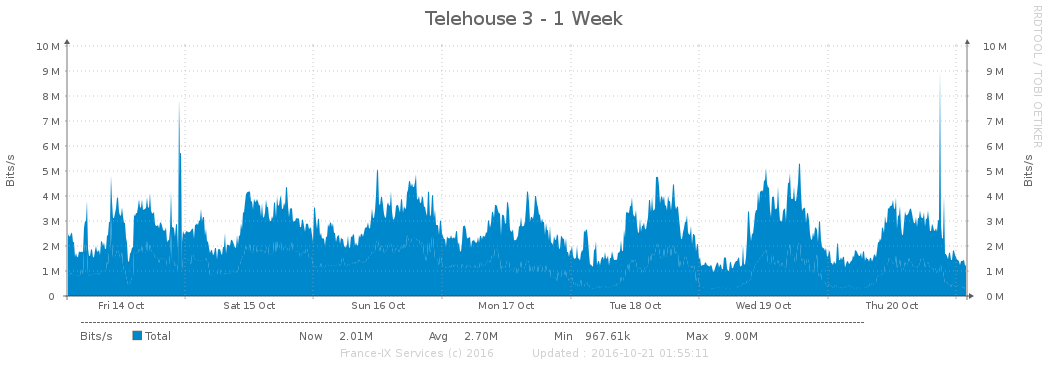 Telehouse 3 - 1 Week
RRDTOOL / TOBI OETIKER
Bits/s
Bits/s
10 M 10 M
9 M 9 M
8 M 8 M
7 M 7 M
6 M 6 M
5 M 5 M
4 M 4 M
3 M 3 M
2 M 2 M
1 M 1 M
0 0 M
Fri 14 Oct Sat 15 Oct Sun 16 Oct Mon 17 Oct Tue 18 Oct Wed 19 Oct Thu 20 Oct
Bits/s Total Now 2.01M Avg 2.70M Min 967.61k Max 9.00M
France-IX Services (c) 2016 Updated : 2016-10-21 01:55:11